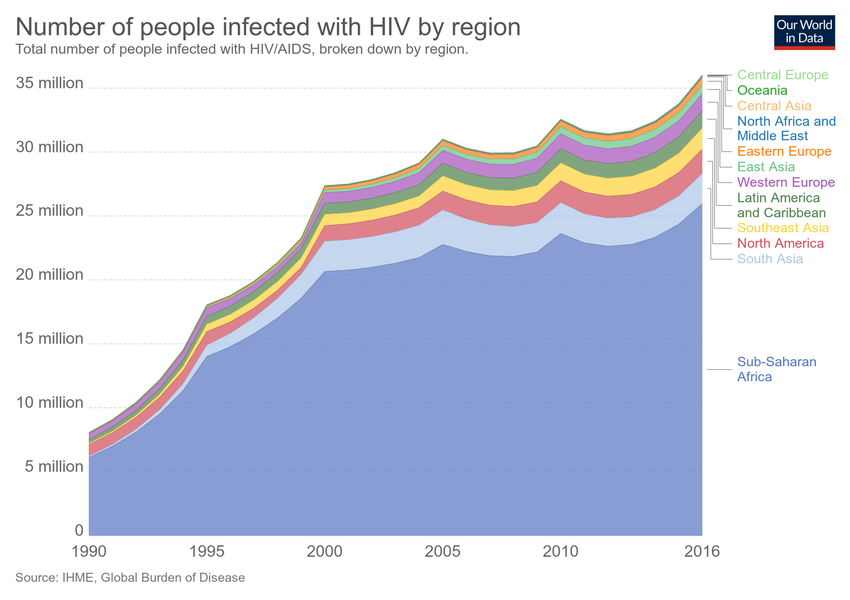 Number of people infected with HIV by region
Total number of people infected with HIV/AIDS, broken down by region.
Our World
in Data
35 million
30 million
25 million
20 million
15 million
10 million
5 million
0
1990
1995
2000
2005
2010
2016
Central Europe
Oceania
Central Asia
North Africa and
Middle East
Eastern Europe
East Asia
Western Europe
Latin America
and Caribbean
Southeast Asia
North America
South Asia
Sub-Saharan
Africa
Source: IHME, Global Burden of Disease